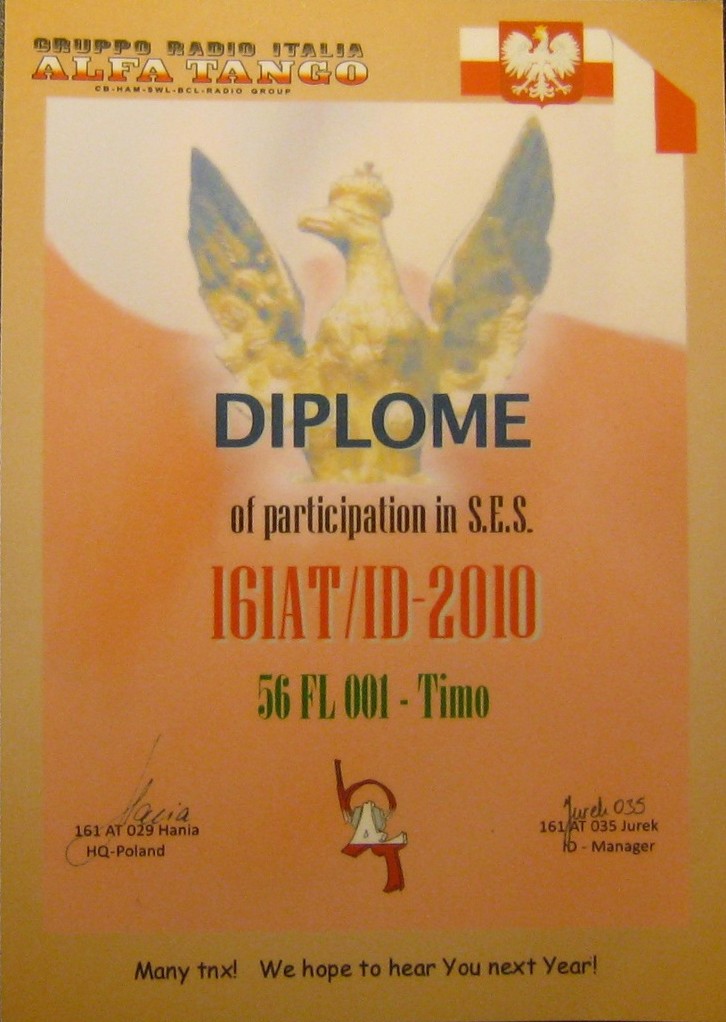 GRUPPO RADIO ITALIA
ALFA TANGO
CB-HAM-SWL-BCL-RADIO GROUP
DIPLOME
of participation in S.E.S.
161AT/ID-2010
56 FL 001 - Timo
Hania
161 AT 029 Hania
HQ-Poland
Jurek 035
161 AT 035 Jurek
ID - Manager
Many tnx! We hope to hear You next Year!